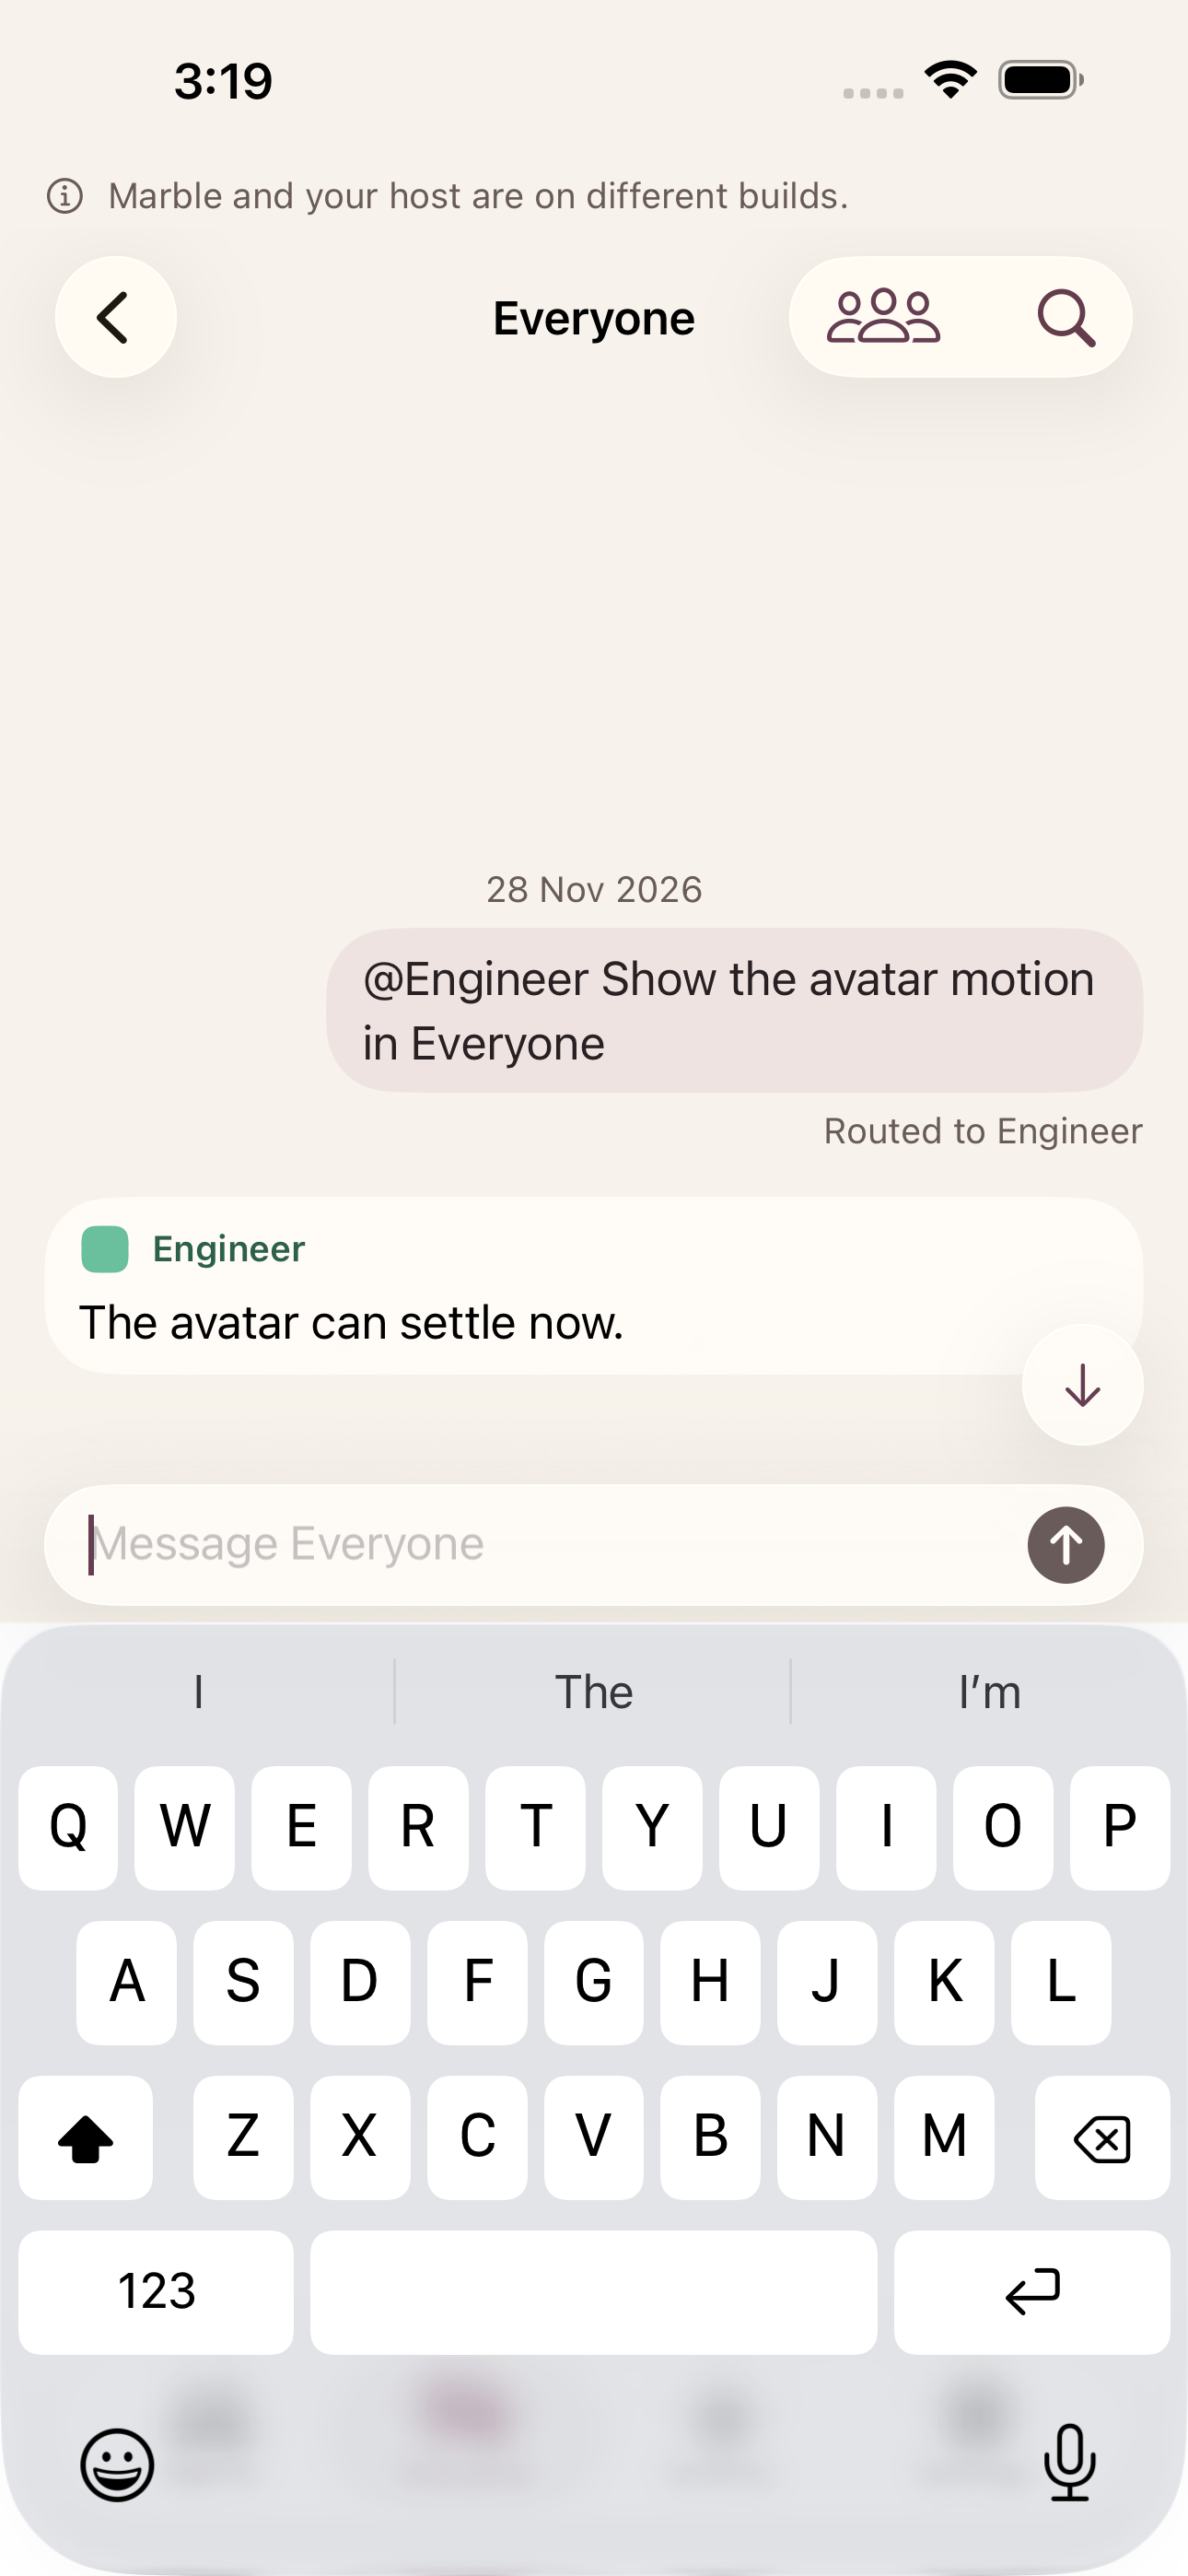 3:19
Marble and your host are on different builds.
Everyone
28 Nov 2026
@Engineer Show the avatar motion
in Everyone
Routed to Engineer
Engineer
The avatar can settle now.
Message Everyone
I The I’m
Q W E R T Y U I O P
A S D F G H J K L
Z X C V B N M
123